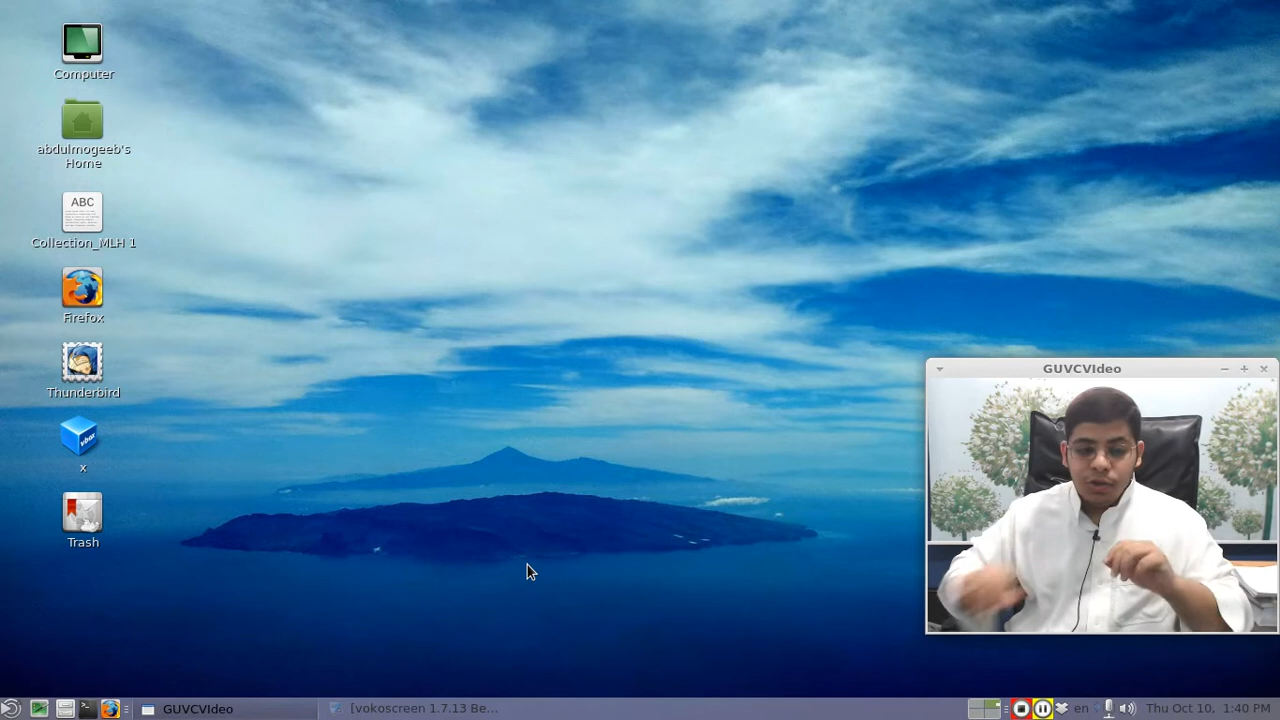 Computer
abdulmogeeb's
Home
ABC
Collection_MLH 1
Firefox
Thunderbird
vbox
x
Trash
GUVCVIdeo
GUVCVIdeo
[vokoscreen 1.7.13 Be...
en
Thu Oct 10, 1:40 PM